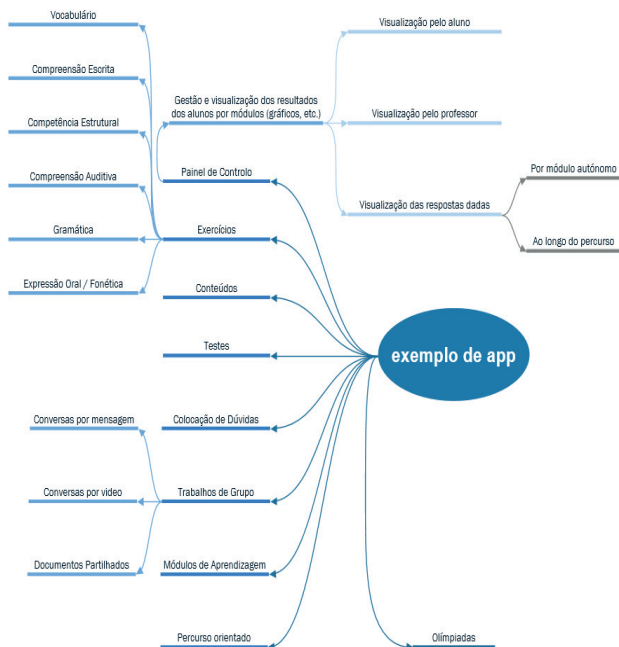 Vocabulário
Visualização pelo aluno
Compreensão Escrita
Gestão e visualização dos resultados
dos alunos por módulos (gráficos, etc.)
Visualização pelo professor
Competência Estrutural
Compreensão Auditiva
Painel de Controlo
Por módulo autónomo
Visualização das respostas dadas
Gramática
Exercícios
Ao longo do percurso
Expressão Oral / Fonética
Conteúdos
Testes
exemplo de app
Conversas por mensagem
Colocação de Dúvidas
Conversas por video
Trabalhos de Grupo
Documentos Partilhados
Módulos de Aprendizagem
Percurso orientado
Olímpiadas